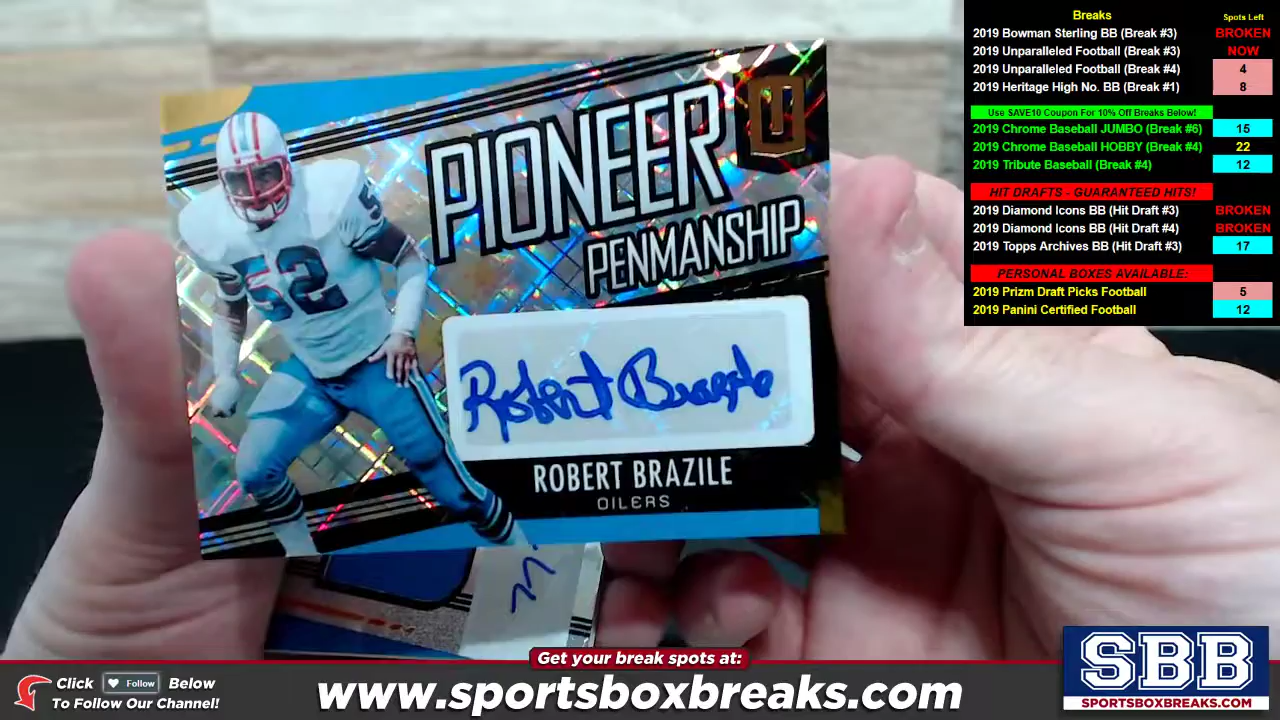 PIONEER
PENMANSHIP
52
5
Robert Brazile
ROBERT BRAZILE
OILERS
Breaks Spots Left
2019 Bowman Sterling BB (Break #3) BROKEN
2019 Unparalleled Football (Break #3) NOW
2019 Unparalleled Football (Break #4) 4
2019 Heritage High No. BB (Break #1) 8
Use SAVE10 Coupon For 10% Off Breaks Below!
2019 Chrome Baseball JUMBO (Break #6) 15
2019 Chrome Baseball HOBBY (Break #4) 22
2019 Tribute Baseball (Break #4) 12
HIT DRAFTS - GUARANTEED HITS!
2019 Diamond Icons BB (Hit Draft #3) BROKEN
2019 Diamond Icons BB (Hit Draft #4) BROKEN
2019 Topps Archives BB (Hit Draft #3) 17
PERSONAL BOXES AVAILABLE:
2019 Prizm Draft Picks Football 5
2019 Panini Certified Football 12
Get your break spots at:
Click Follow Below
To Follow Our Channel!
www.sportsboxbreaks.com
SBB
SPORTSBOXBREAKS.COM